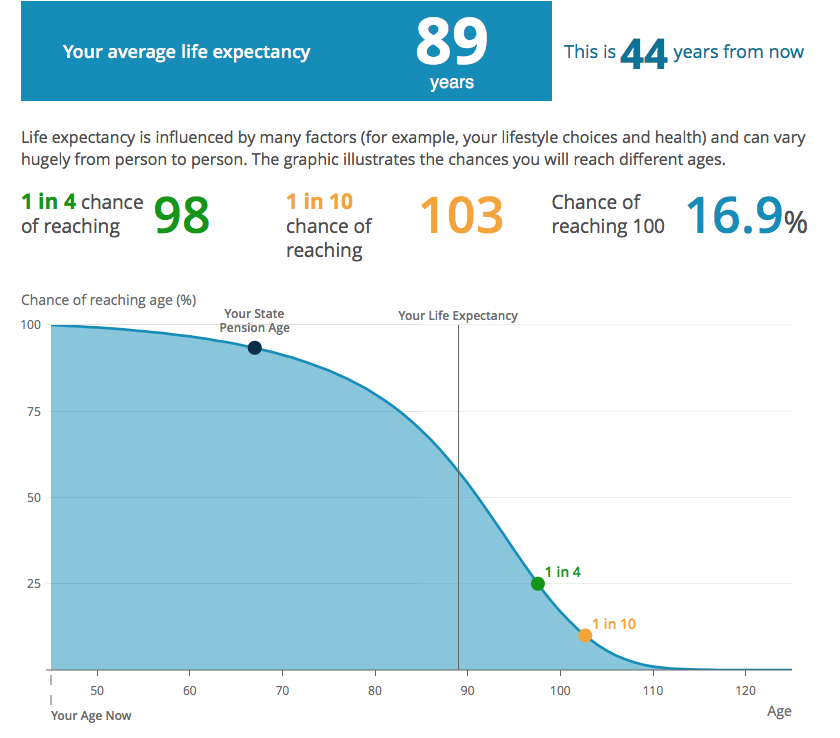 Your average life expectancy
89
years
This is 44 years from now
Life expectancy is influenced by many factors (for example, your lifestyle choices and health) and can vary
hugely from person to person. The graphic illustrates the chances you will reach different ages.
1 in 4 chance
of reaching
98
1 in 10
chance of
reaching
103
Chance of
reaching 100
16.9%
Chance of reaching age (%)
Your State
Pension Age
Your Life Expectancy
100
75
50
25
1 in 4
1 in 10
50 60 70 80 90 100 110 120
Your Age Now
Age